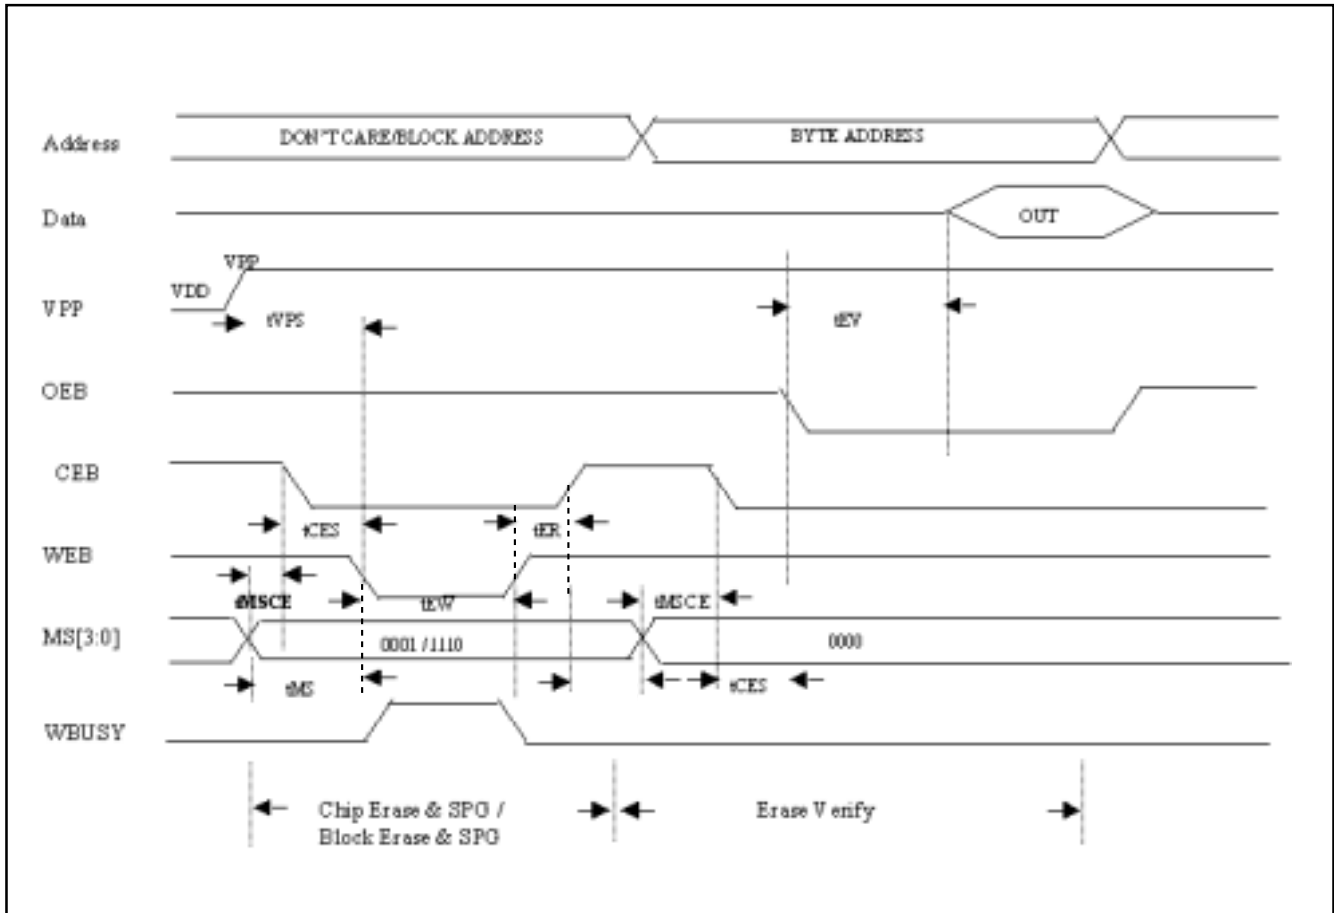 Address
DON'T CARE/BLOCK ADDRESS
BYTE ADDRESS
Data
OUT
VPP
VDD
VPP
tVPS
tEV
OEB
CEB
tCES
tER
WEB
tMSCE
tEW
tMSCE
MS[3:0]
0001 / 1110
0000
tMS
tCES
WBUSY
Chip Erase & SPG /
Block Erase & SPG
Erase Verify